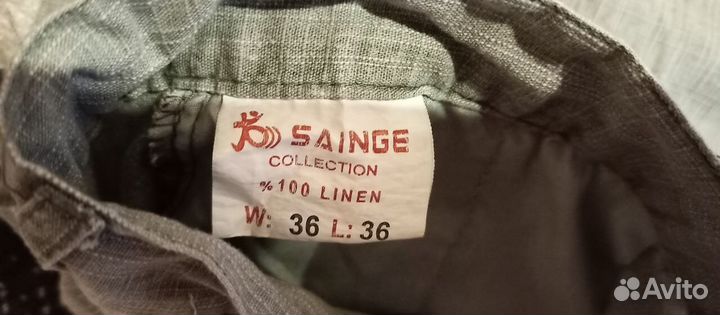 SAINGE
COLLECTION
% 100 LINEN
W: 36 L: 36
Avito